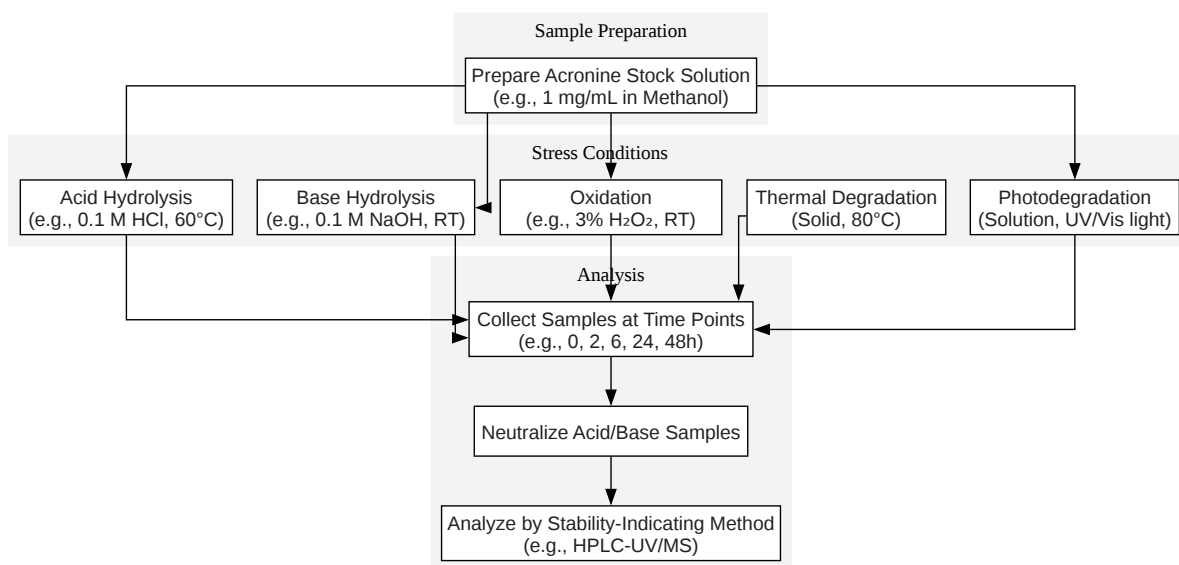 Sample Preparation
Prepare Acronine Stock Solution
(e.g., 1 mg/mL in Methanol)
Stress Conditions
Acid Hydrolysis
(e.g., 0.1 M HCl, 60°C)
Base Hydrolysis
(e.g., 0.1 M NaOH, RT)
Oxidation
(e.g., 3% H₂O₂, RT)
Thermal Degradation
(Solid, 80°C)
Photodegradation
(Solution, UV/Vis light)
Analysis
Collect Samples at Time Points
(e.g., 0, 2, 6, 24, 48h)
Neutralize Acid/Base Samples
Analyze by Stability-Indicating Method
(e.g., HPLC-UV/MS)